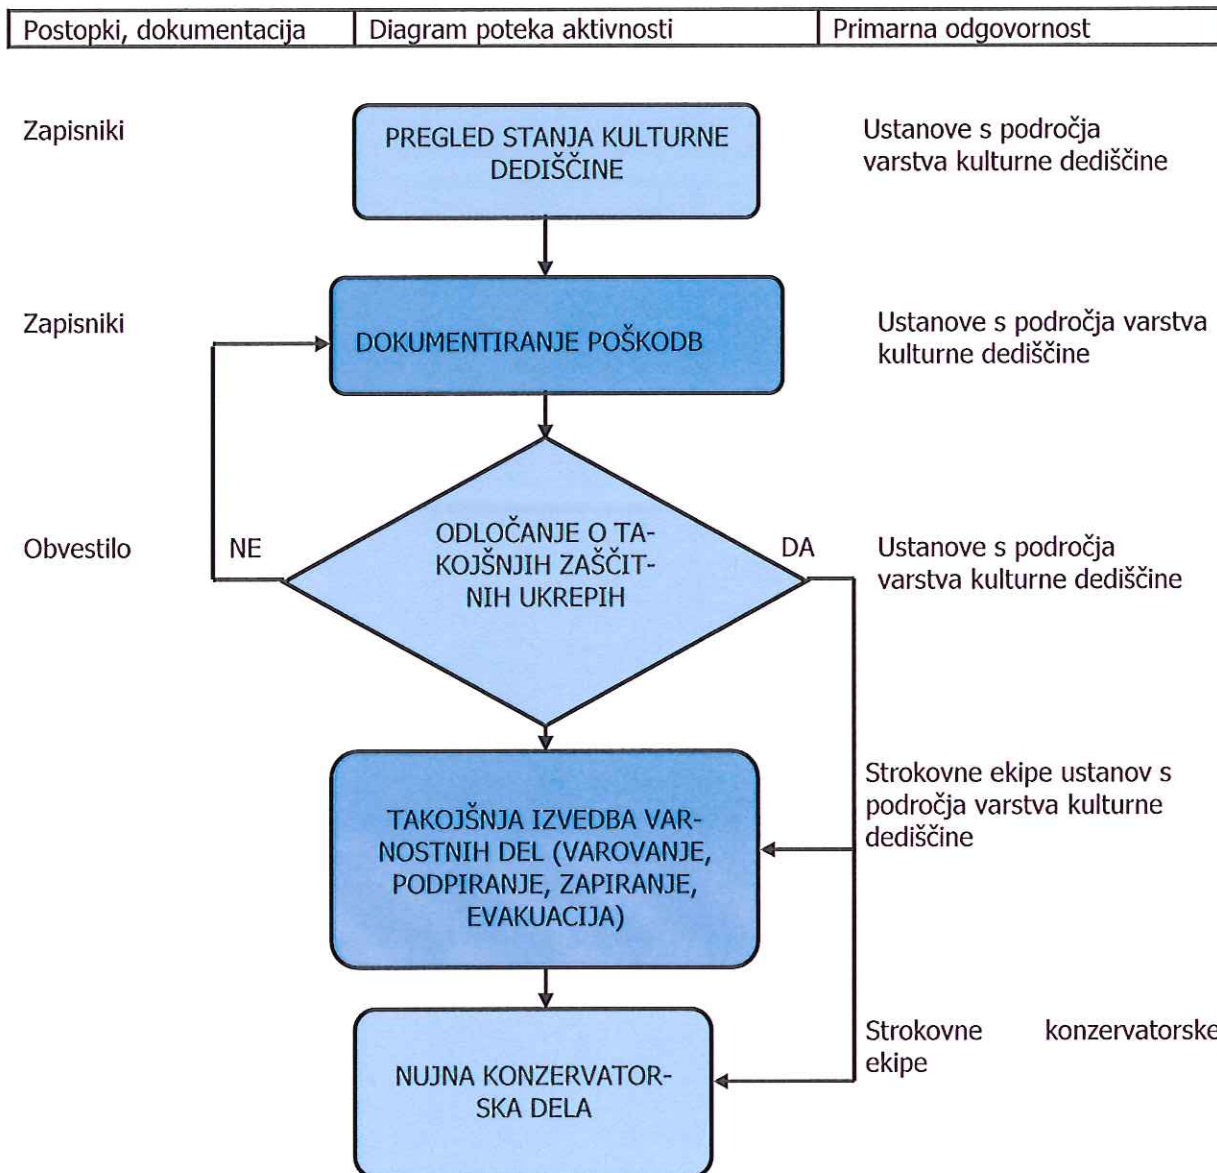 Postopki, dokumentacija
Diagram poteka aktivnosti
Primarna odgovornost
Zapisniki
PREGLED STANJA KULTURNE
DEDIŠČINE
Ustanove s področja
varstva kulturne dediščine
Zapisniki
DOKUMENTIRANJE POŠKODB
Ustanove s področja varstva
kulturne dediščine
Obvestilo
NE
ODLOČANJE O TA-
KOJŠNJIH ZAŠČIT-
NIH UKREPIH
DA
Ustanove s področja
varstva kulturne dediščine
TAKOJŠNJA IZVEDBA VAR-
NOSTNIH DEL (VAROVANJE,
PODPIRANJE, ZAPIRANJE,
EVAKUACIJA)
Strokovne ekipe ustanov s
področja varstva kulturne
dediščine
NUJNA KONZERVATOR-
SKA DELA
Strokovne konzervatorske
ekipe